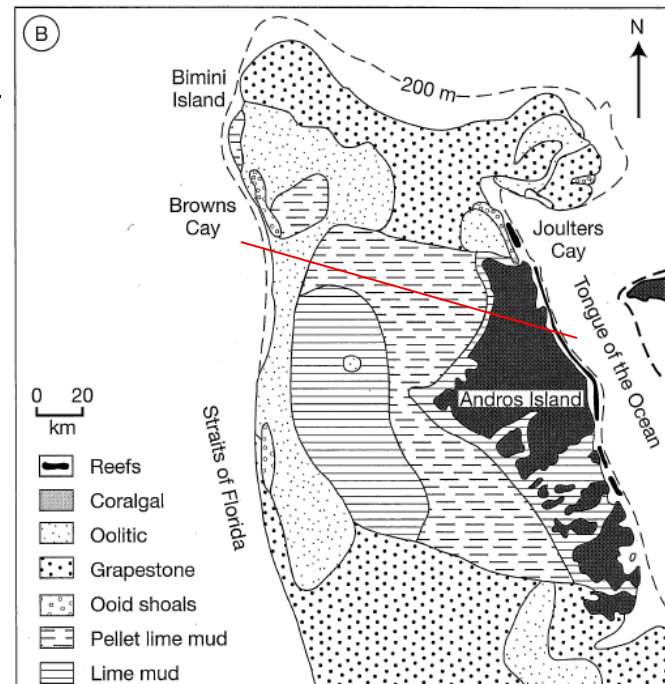 B
N
Bimini
Island
200 m
Browns
Cay
Joulters
Cay
Tongue of the Ocean
0 20
km
Andros Island
Straits of Florida
Reefs
Coralgal
Oolitic
Grapestone
Ooid shoals
Pellet lime mud
Lime mud